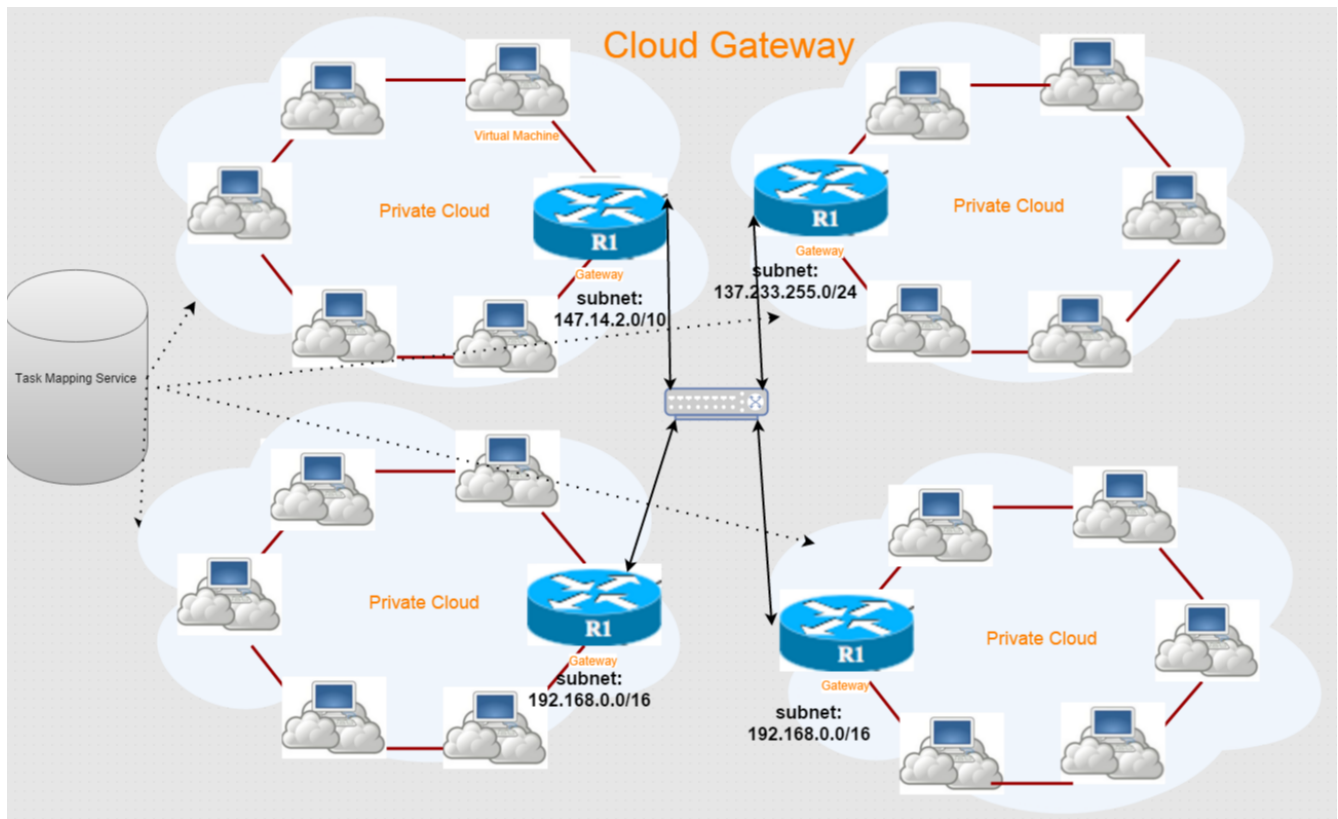 Cloud Gateway
Virtual Machine
Private Cloud
R1
Gateway
subnet:
147.14.2.0/10
Private Cloud
R1
Gateway
subnet:
137.233.255.0/24
Task Mapping Service
Private Cloud
R1
Gateway
subnet:
192.168.0.0/16
Private Cloud
R1
Gateway
subnet:
192.168.0.0/16